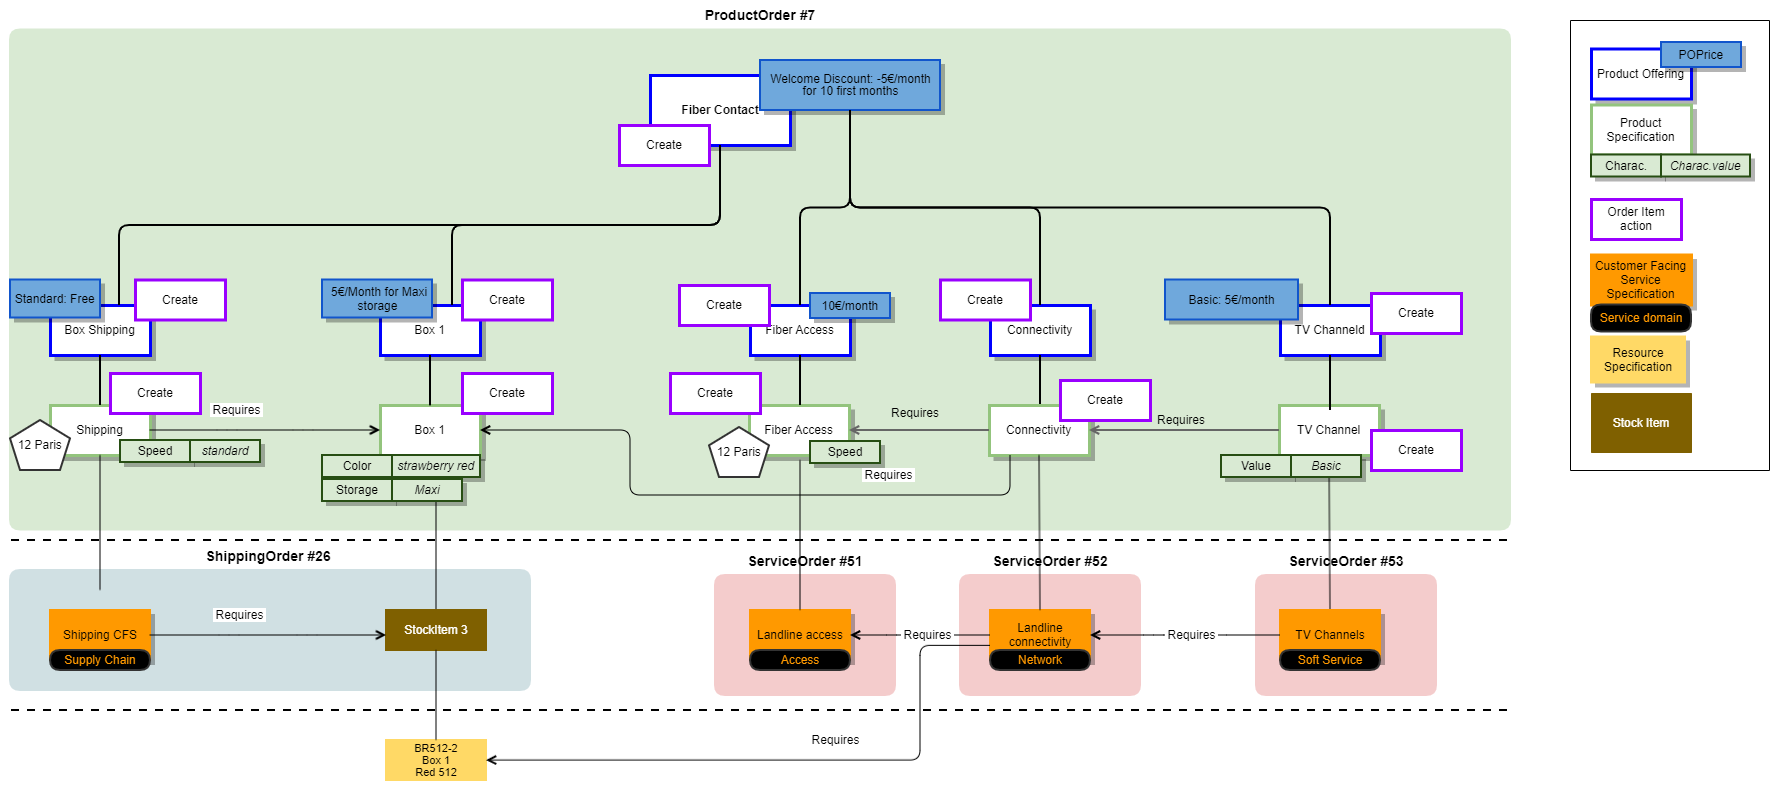 ProductOrder #7
Welcome Discount: -5€/month
for 10 first months
Fiber Contact
Create
Standard: Free
Create
Box Shipping
5€/Month for Maxi
storage
Create
Box 1
Create
10€/month
Fiber Access
Create
Connectivity
Basic: 5€/month
Create
TV Channeld
Create
Shipping
12 Paris
Speed
standard
Requires
Create
Box 1
Color
strawberry red
Storage
Maxi
Create
Fiber Access
12 Paris
Speed
Requires
Requires
Create
Connectivity
Requires
TV Channel
Create
Value
Basic
ShippingOrder #26
Shipping CFS
Supply Chain
Requires
StockItem 3
ServiceOrder #51
Landline access
Access
Requires
ServiceOrder #52
Landline
connectivity
Network
Requires
ServiceOrder #53
TV Channels
Soft Service
Requires
BR512-2
Box 1
Red 512
POPrice
Product Offering
Product
Specification
Charac.
Charac.value
Order Item
action
Customer Facing
Service
Specification
Service domain
Resource
Specification
Stock Item